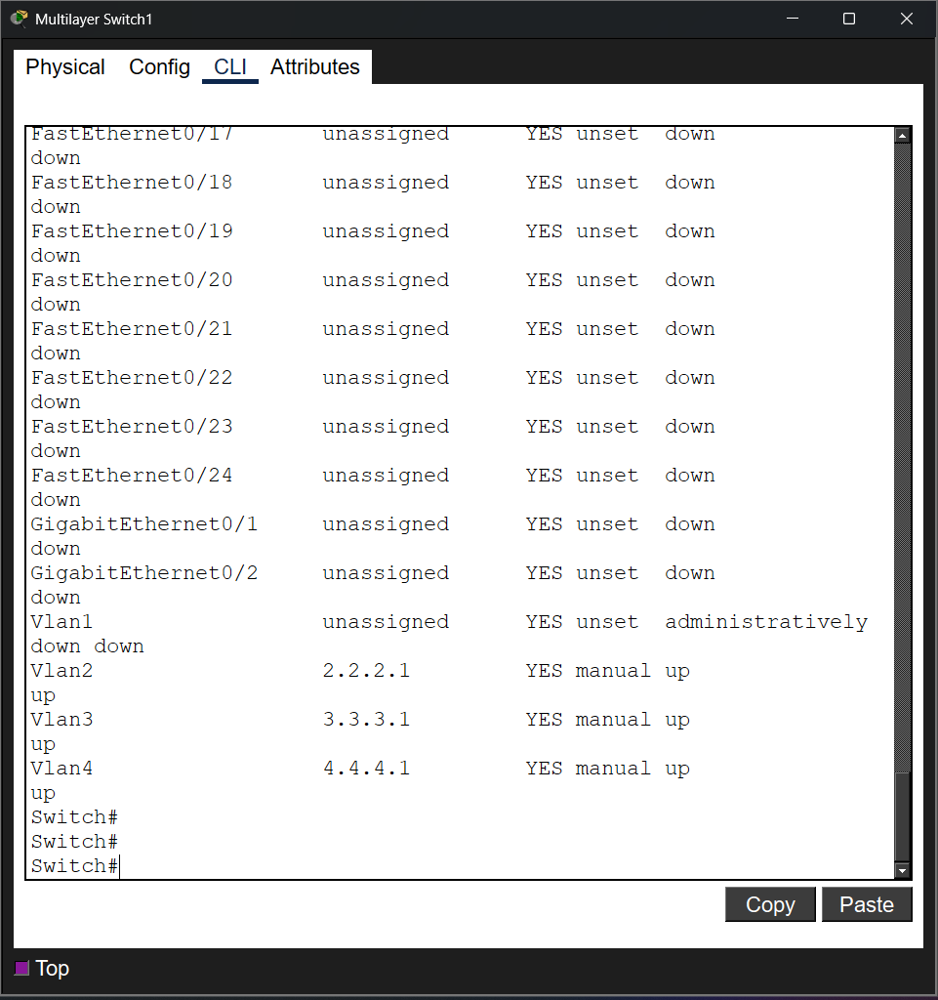 Multilayer Switch1
Physical Config CLI Attributes
FastEthernet0/17 unassigned YES unset down
down
FastEthernet0/18 unassigned YES unset down
down
FastEthernet0/19 unassigned YES unset down
down
FastEthernet0/20 unassigned YES unset down
down
FastEthernet0/21 unassigned YES unset down
down
FastEthernet0/22 unassigned YES unset down
down
FastEthernet0/23 unassigned YES unset down
down
FastEthernet0/24 unassigned YES unset down
down
GigabitEthernet0/1 unassigned YES unset down
down
GigabitEthernet0/2 unassigned YES unset down
down
Vlan1 unassigned YES unset administratively
down down
Vlan2 2.2.2.1 YES manual up
up
Vlan3 3.3.3.1 YES manual up
up
Vlan4 4.4.4.1 YES manual up
up
Switch#
Switch#
Switch#
Copy Paste
Top